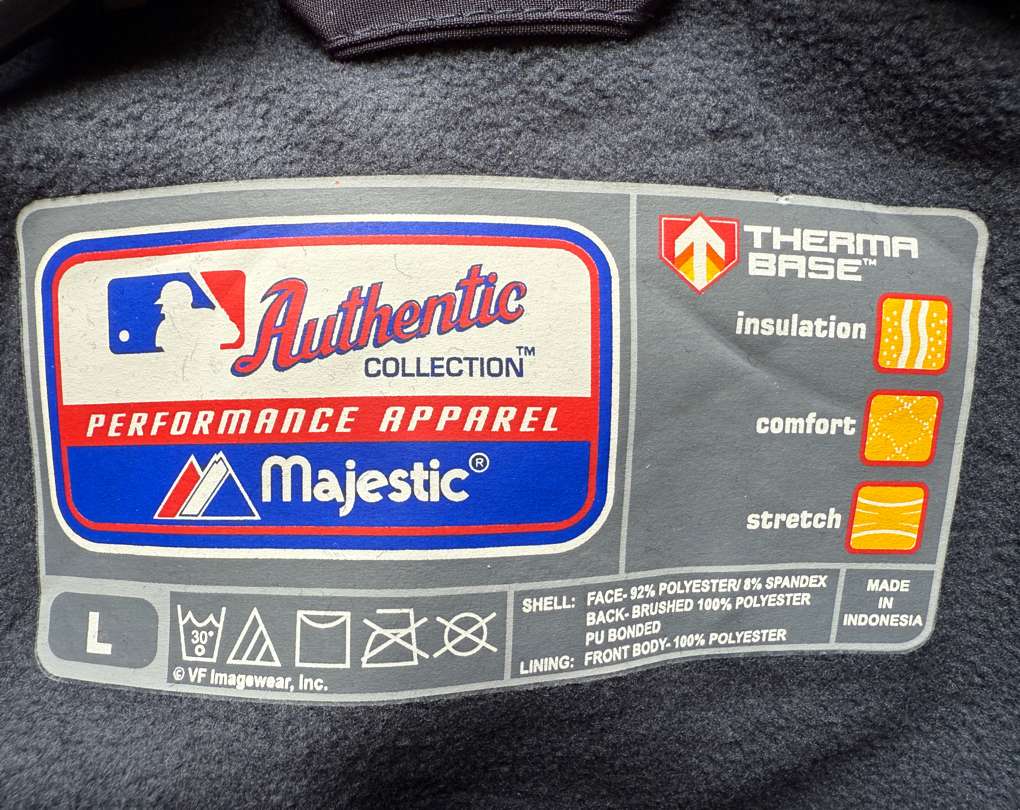 Authentic
COLLECTION™
PERFORMANCE APPAREL
Majestic®
THERMA
BASE™
insulation
comfort
stretch
L
30°
© VF Imagewear, Inc.
SHELL: FACE- 92% POLYESTER/ 8% SPANDEX
BACK- BRUSHED 100% POLYESTER
PU BONDED
LINING: FRONT BODY- 100% POLYESTER
MADE
IN
INDONESIA